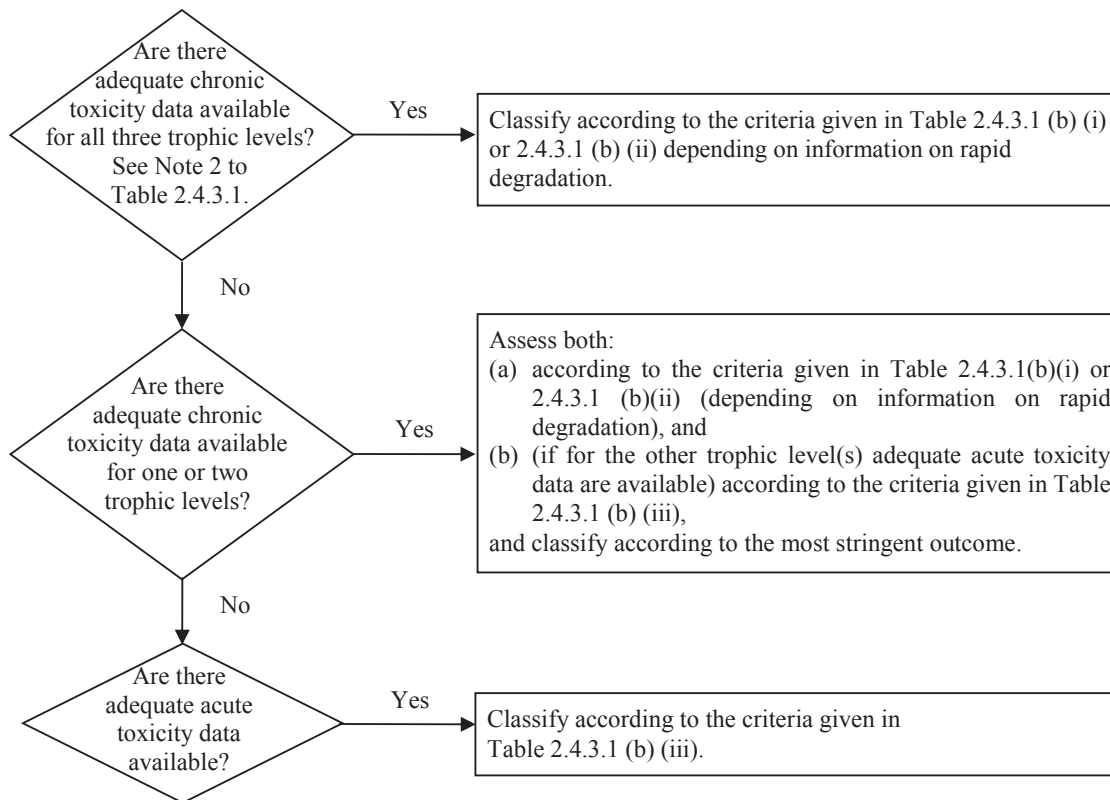 Are there
adequate chronic
toxicity data available
for all three trophic levels?
See Note 2 to
Table 2.4.3.1.
Yes
Classify according to the criteria given in Table 2.4.3.1 (b) (i)
or 2.4.3.1 (b) (ii) depending on information on rapid
degradation.
No
Are there
adequate chronic
toxicity data available
for one or two
trophic levels?
Yes
Assess both:
(a) according to the criteria given in Table 2.4.3.1(b)(i) or
2.4.3.1 (b)(ii) (depending on information on rapid
degradation), and
(b) (if for the other trophic level(s) adequate acute toxicity
data are available) according to the criteria given in Table
2.4.3.1 (b) (iii),
and classify according to the most stringent outcome.
No
Are there
adequate acute
toxicity data
available?
Yes
Classify according to the criteria given in
Table 2.4.3.1 (b) (iii).